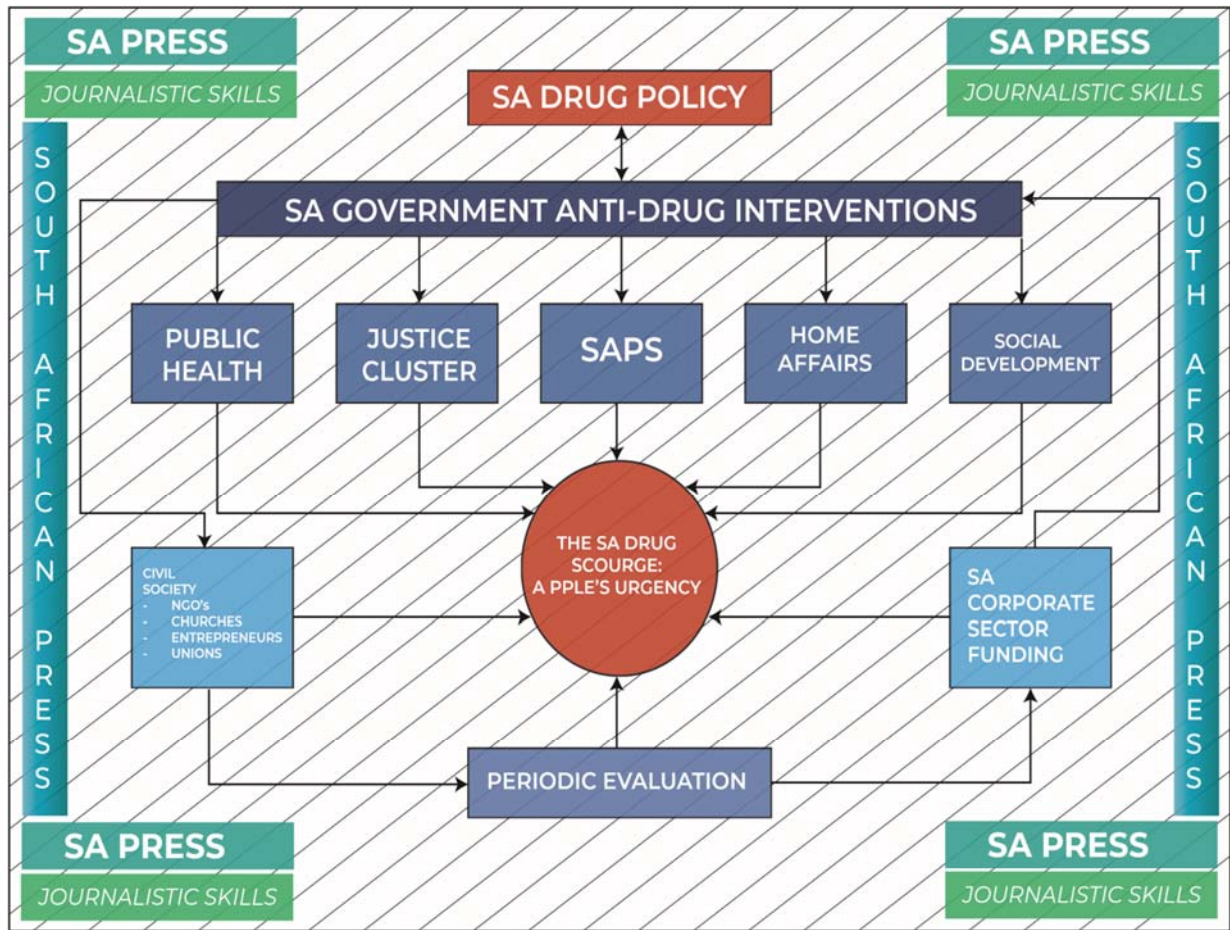 SA PRESS
JOURNALISTIC SKILLS
SA PRESS
JOURNALISTIC SKILLS
SA DRUG POLICY
SOUTH AFRICAN PRESS
SOUTH AFRICAN PRESS
SA GOVERNMENT ANTI-DRUG INTERVENTIONS
PUBLIC
HEALTH
JUSTICE
CLUSTER
SAPS
HOME
AFFAIRS
SOCIAL
DEVELOPMENT
THE SA DRUG
SCOURGE:
A PPLE'S URGENCY
CIVIL
SOCIETY
- NGO's
- CHURCHES
- ENTREPRENEURS
- UNIONS
SA
CORPORATE
SECTOR
FUNDING
PERIODIC EVALUATION
SA PRESS
JOURNALISTIC SKILLS
SA PRESS
JOURNALISTIC SKILLS